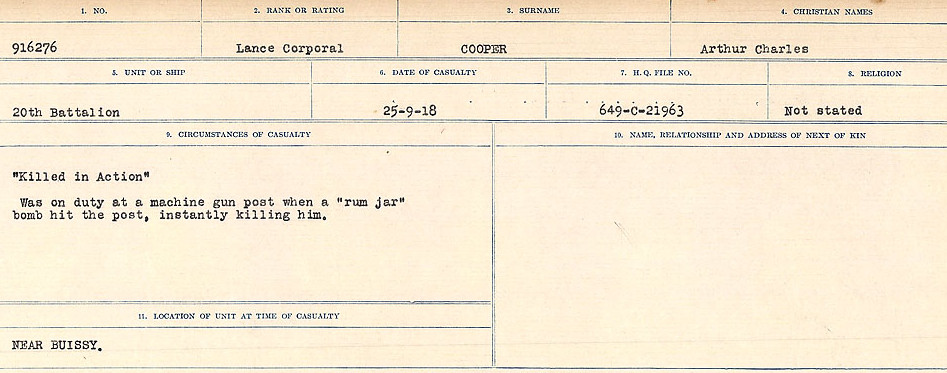 1. NO.
2. RANK OR RATING
3. SURNAME
4. CHRISTIAN NAMES
916276
Lance Corporal
COOPER
Arthur Charles
5. UNIT OR SHIP
6. DATE OF CASUALTY
7. H.Q. FILE NO.
8. RELIGION
20th Battalion
25-9-18
649-C-21963
Not stated
9. CIRCUMSTANCES OF CASUALTY
10. NAME, RELATIONSHIP AND ADDRESS OF NEXT OF KIN
"Killed in Action"
Was on duty at a machine gun post when a "rum jar"
bomb hit the post, instantly killing him.
11. LOCATION OF UNIT AT TIME OF CASUALTY
NEAR BUISSY.